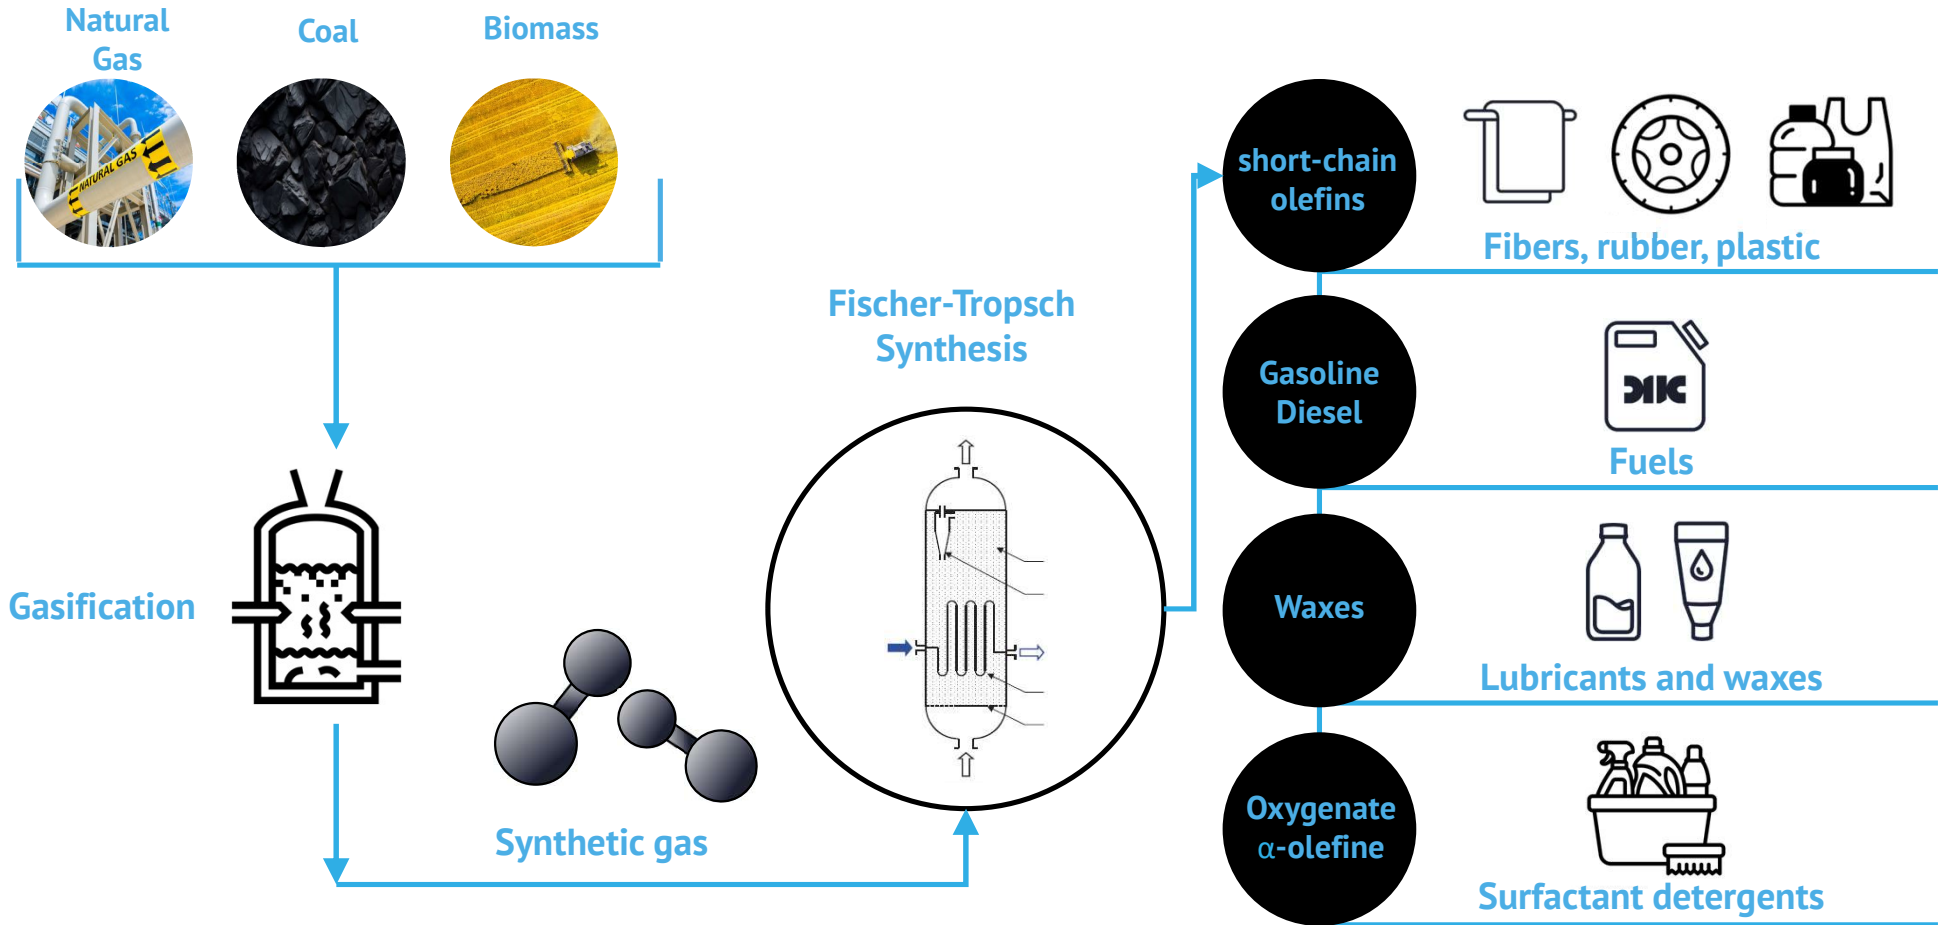 Natural
Gas
Coal
Biomass
NATURAL GAS
Gasification
Synthetic gas
Fischer-Tropsch
Synthesis
short-chain
olefins
Fibers, rubber, plastic
Gasoline
Diesel
Fuels
Waxes
Lubricants and waxes
Oxygenate
α-olefine
Surfactant detergents